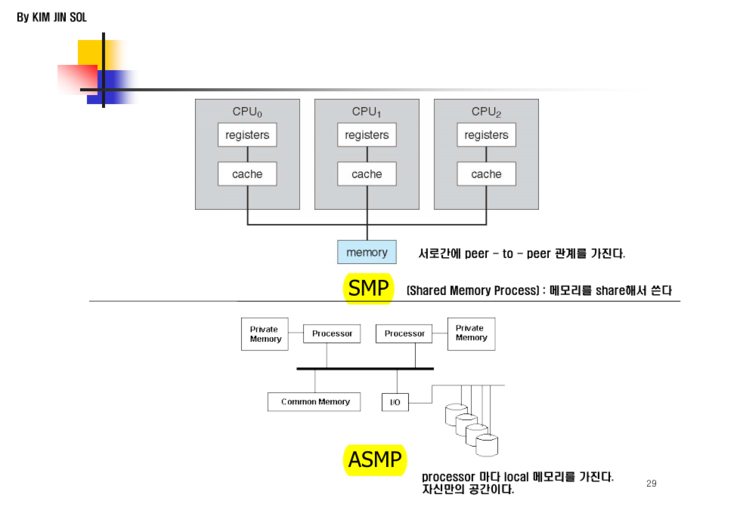 By KIM JIN SOL
CPU0 CPU1 CPU2
registers registers registers
cache cache cache
memory
서로간에 peer - to - peer 관계를 가진다.
SMP
(Shared Memory Process) : 메모리를 share해서 쓴다
Private Memory
Processor
Processor
Private Memory
Common Memory
I/O
ASMP
processor 마다 local 메모리를 가진다.
자신만의 공간이다.
29